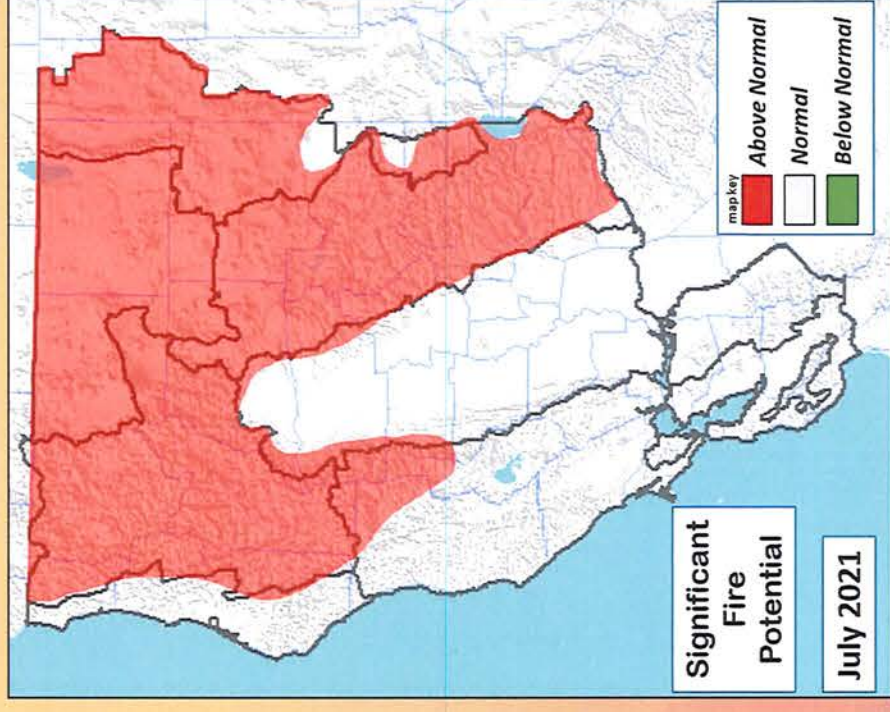 Significant
Fire
Potential
July 2021
map key
Above Normal
Normal
Below Normal